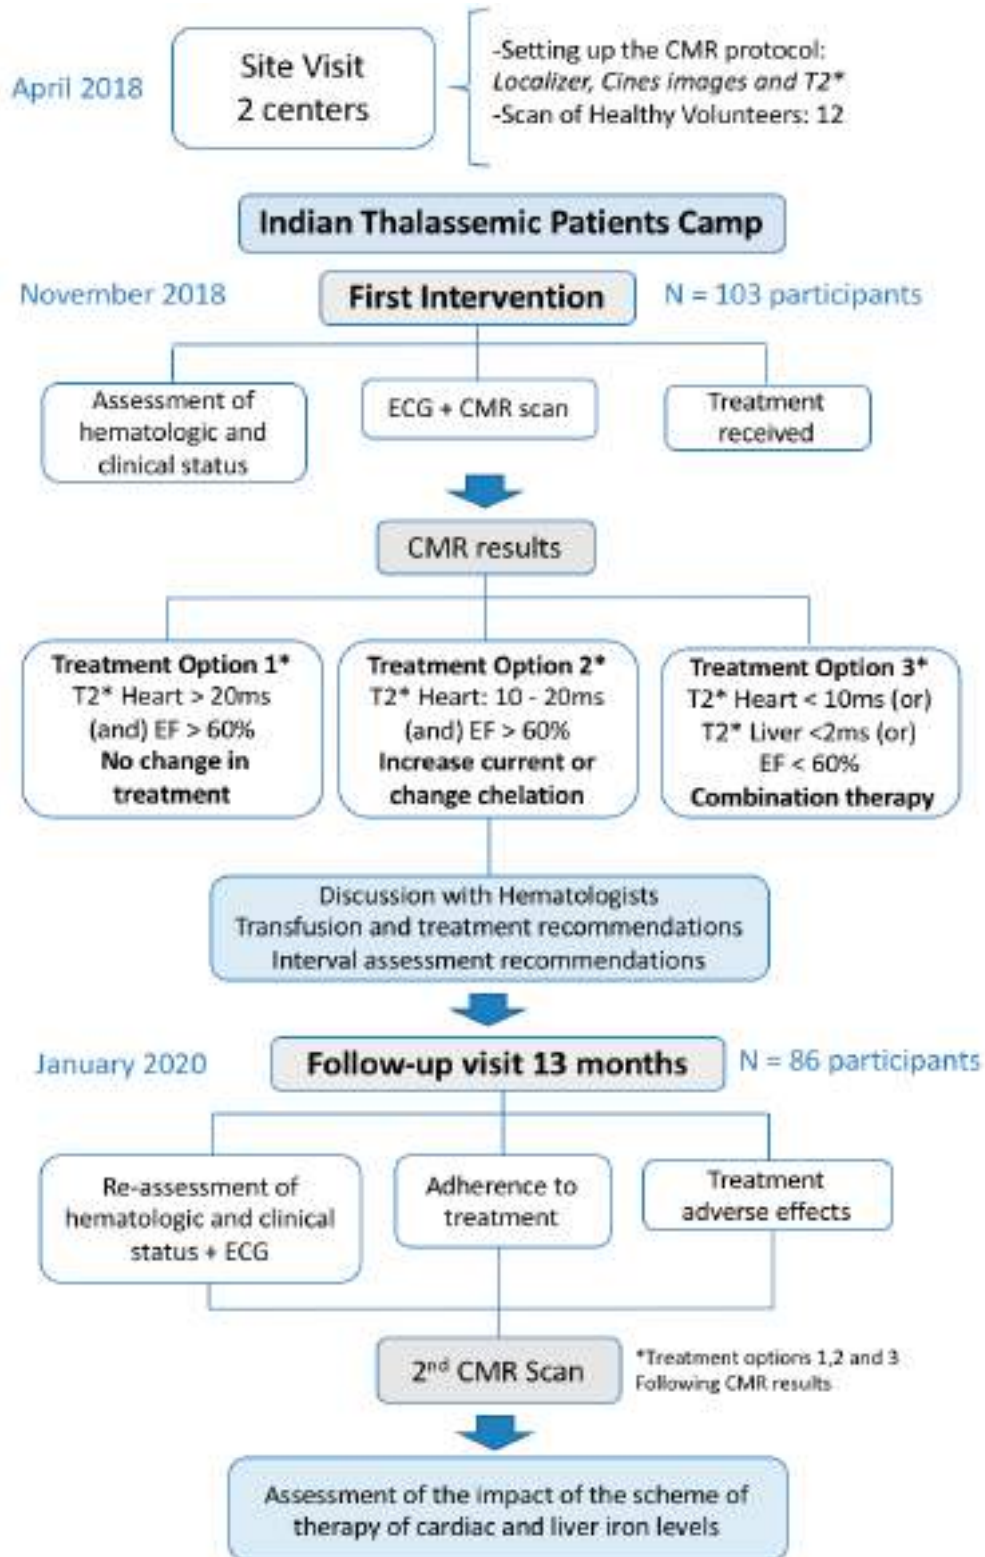 April 2018
Site Visit
2 centers
-Setting up the CMR protocol:
Localizer, Cines images and T2*
-Scan of Healthy Volunteers: 12
Indian Thalassemic Patients Camp
November 2018
First Intervention
N = 103 participants
Assessment of
hematologic and
clinical status
ECG + CMR scan
Treatment
received
CMR results
Treatment Option 1*
T2* Heart > 20ms
(and) EF > 60%
No change in
treatment
Treatment Option 2*
T2* Heart: 10 - 20ms
(and) EF > 60%
Increase current or
change chelation
Treatment Option 3*
T2* Heart < 10ms (or)
T2* Liver <2ms (or)
EF < 60%
Combination therapy
Discussion with Hematologists
Transfusion and treatment recommendations
Interval assessment recommendations
January 2020
Follow-up visit 13 months
N = 86 participants
Re-assessment of
hematologic and clinical
status + ECG
Adherence to
treatment
Treatment
adverse effects
2nd CMR Scan
*Treatment options 1,2 and 3
Following CMR results
Assessment of the impact of the scheme of
therapy of cardiac and liver iron levels